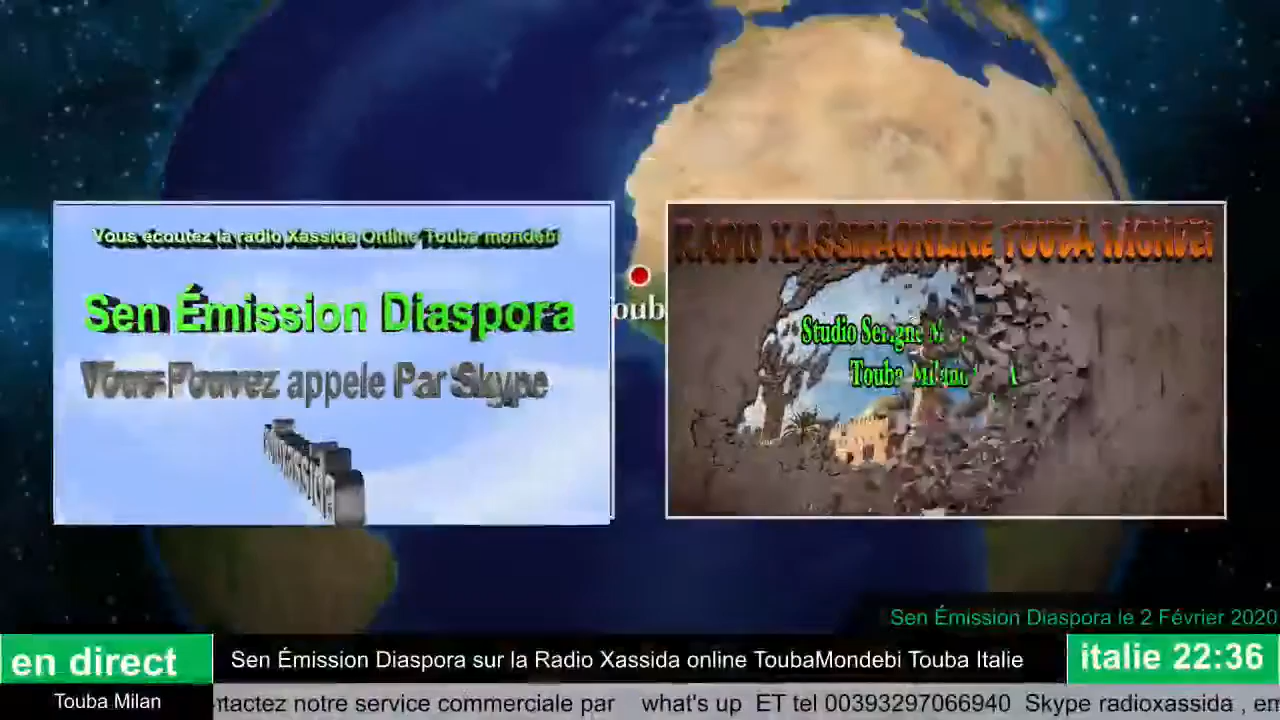 Vous écoutez la radio Xassida Online Touba mondebi
Sen Émission Diaspora
Vous Pouvez appele Par Skype
RADIO XASSIDAONLINE TOUBA MONDEBI
Studio
Touba
Sen Émission Diaspora le 2 Février 2020
en direct
Sen Émission Diaspora sur la Radio Xassida online ToubaMondebi Touba Italie
italie 22:36
Touba Milan
ntactez notre service commerciale par what's up ET tel 00393297066940 Skype radioxassida , en